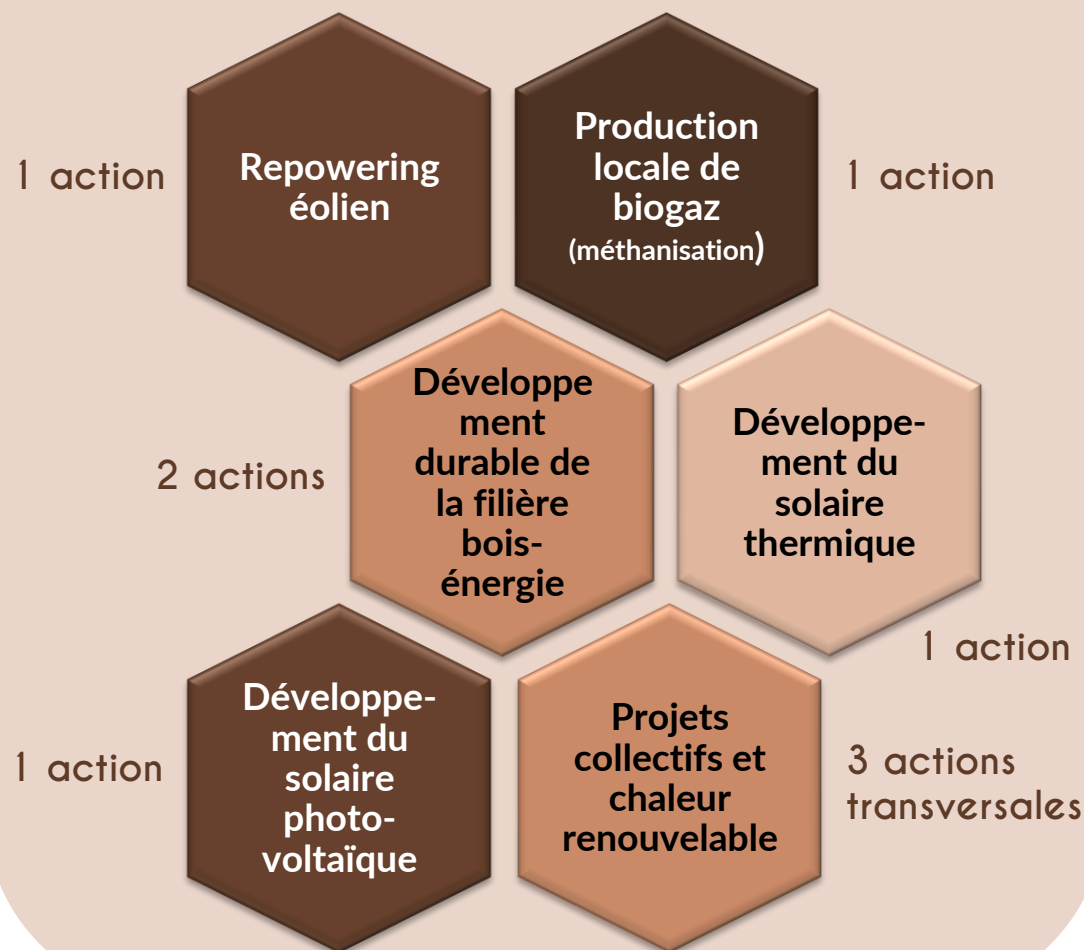 1 action
Repowering
éolien
Production
locale de
biogaz
(méthanisation)
1 action
2 actions
Développe
ment
durable de
la filière
bois-
énergie
Développe-
ment du
solaire
thermique
1 action
1 action
Développe-
ment du
solaire
photo-
voltaïque
Projets
collectifs et
chaleur
renouvelable
3 actions
transversales